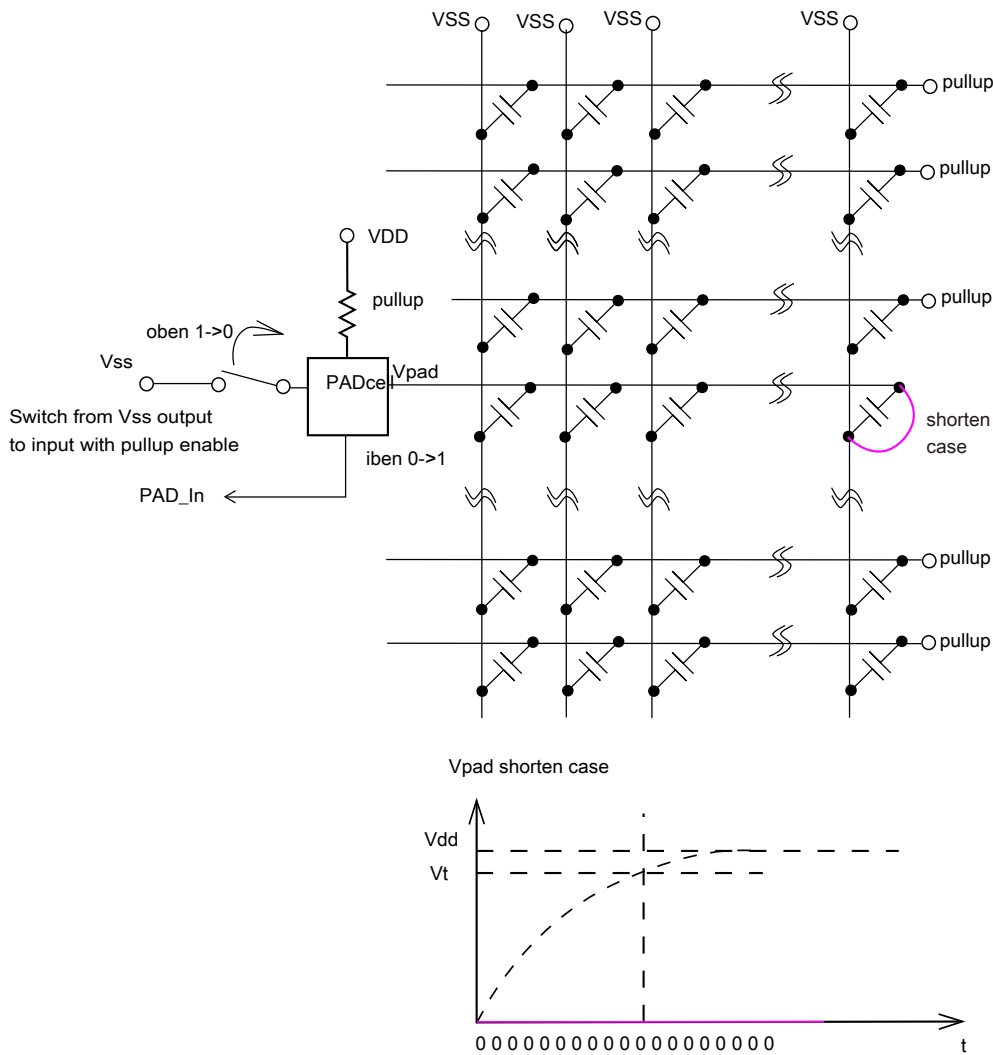 VSS VSS VSS VSS
pullup
pullup
VDD
pullup
pullup
oben 1->0
Vss
PADcell
Vpad
Switch from Vss output
to input with pullup enable
shorten
case
iben 0->1
PAD_In
pullup
pullup
Vpad shorten case
Vdd
Vt
0 0 0 0 0 0 0 0 0 0 0 0 0 0 0 0 0 0 0 0
t